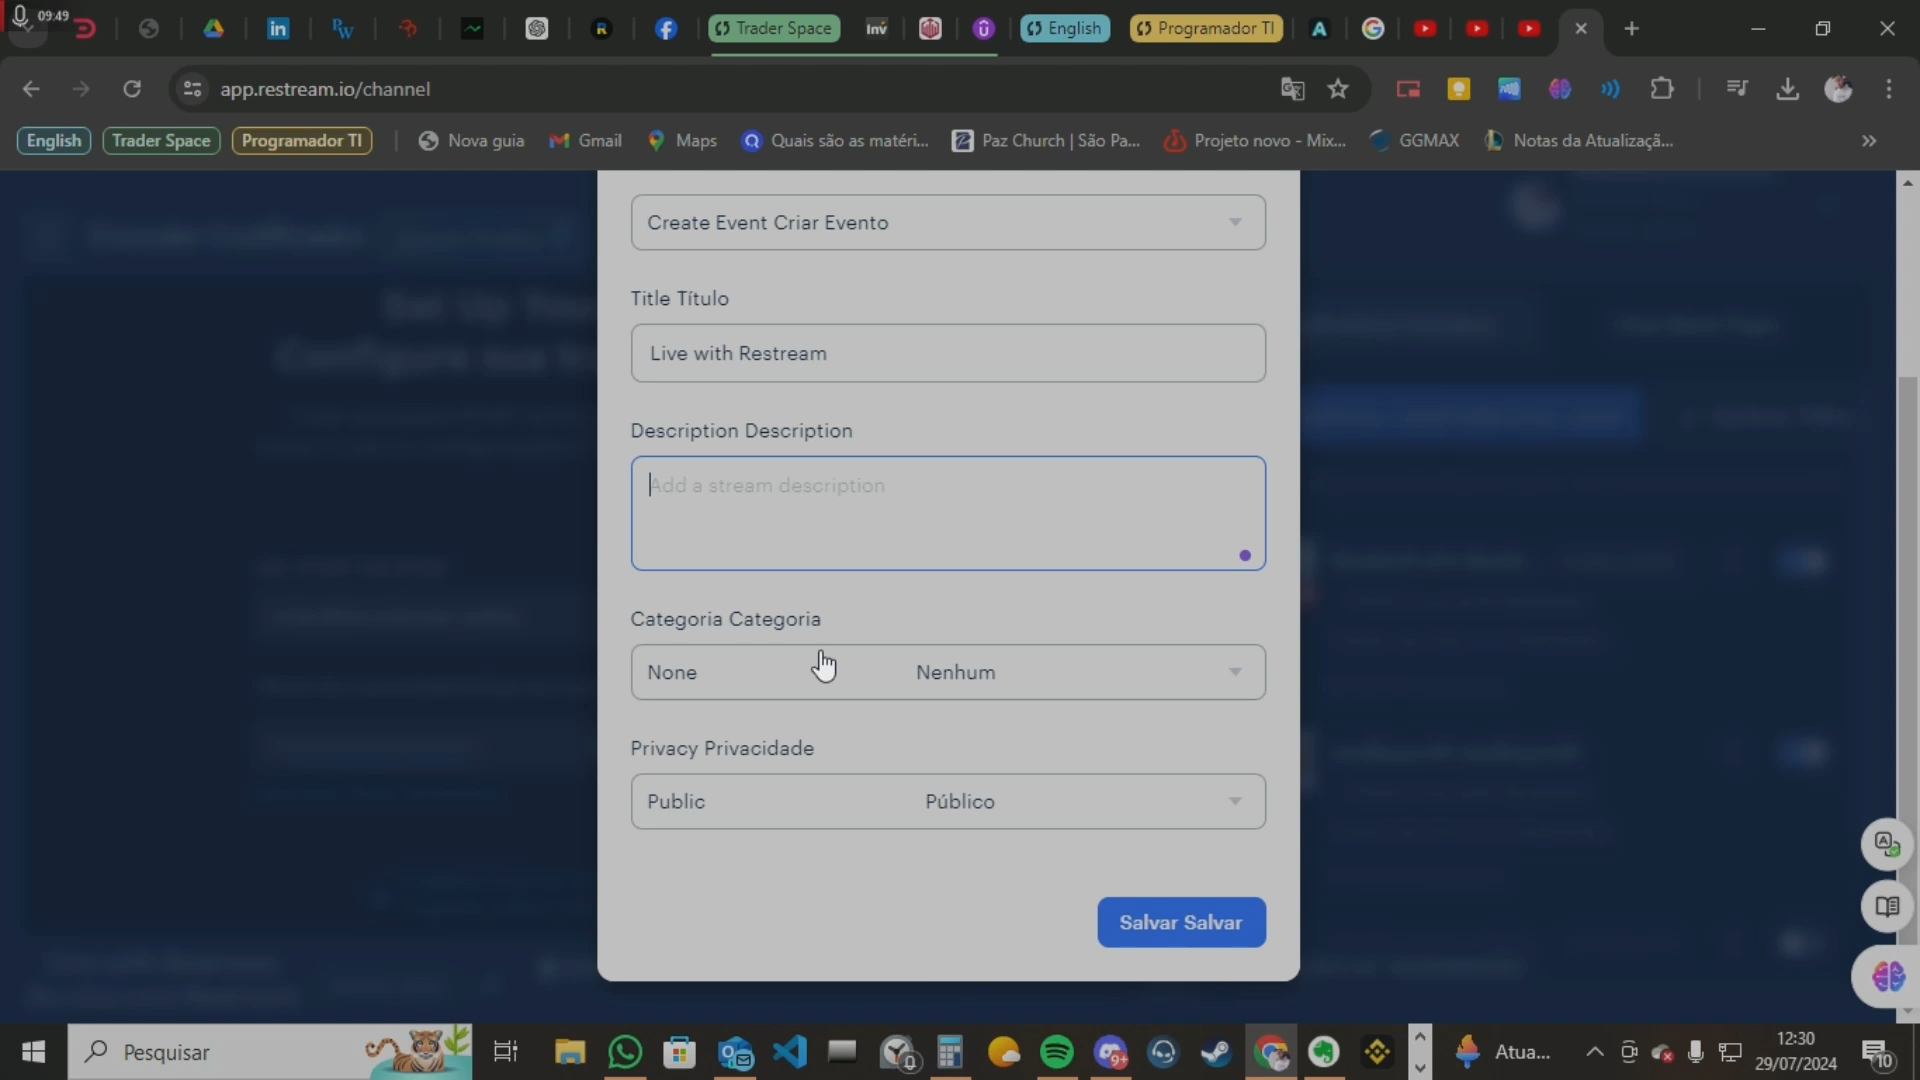 09:49
Trader Space
Inv
English
Programador TI
app.restream.io/channel
English
Trader Space
Programador TI
Nova guia
Gmail
Maps
Quais são as matéri...
Paz Church | São Pa...
Projeto novo - Mix...
GGMAX
Notas da Atualizaçã...
Create Event Criar Evento
Title Título
Live with Restream
Description Description
Add a stream description
Categoria Categoria
None Nenhum
Privacy Privacidade
Public Público
Salvar Salvar
Pesquisar
9+
Atua...
12:30
29/07/2024
10